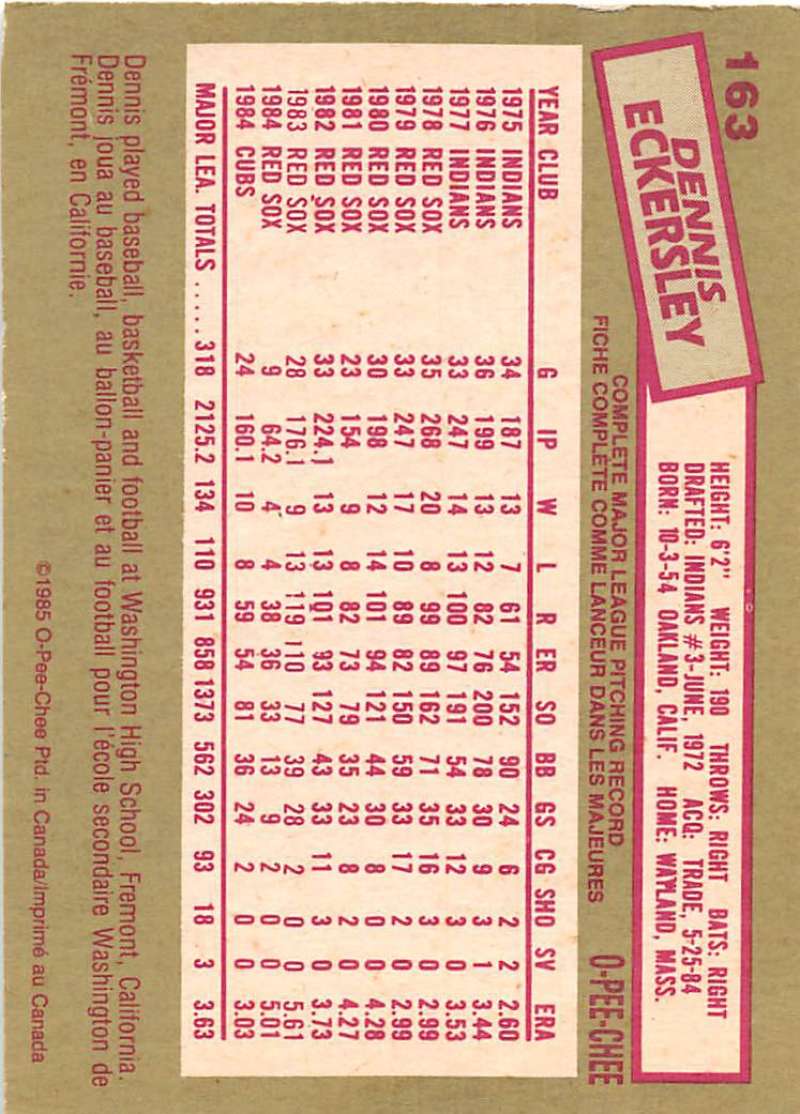 163
DENNIS
ECKERSLEY
HEIGHT: 6'2" WEIGHT: 190 THROWS: RIGHT BATS: RIGHT
DRAFTED: INDIANS #3-JUNE, 1972 ACQ: TRADE, 5-25-84
BORN: 10-3-54 OAKLAND, CALIF. HOME: WAYLAND, MASS.
COMPLETE MAJOR LEAGUE PITCHING RECORD
FICHE COMPLÈTE COMME LANCEUR DANS LES MAJEURES
O-PEE-CHEE
YEAR CLUB G IP W L R ER SO BB GS CG SHO SV ERA
1975 INDIANS 34 187 13 7 61 54 152 90 24 6 2 2 2.60
1976 INDIANS 36 199 13 12 82 76 200 78 30 9 3 1 3.44
1977 INDIANS 33 247 14 13 100 97 191 54 33 12 3 0 3.53
1978 RED SOX 35 268 20 8 99 89 162 71 35 16 3 0 2.99
1979 RED SOX 33 247 17 10 89 82 150 59 33 17 2 0 2.99
1980 RED SOX 30 198 12 14 101 94 121 44 30 8 0 0 4.28
1981 RED SOX 23 154 9 8 82 73 79 35 23 8 2 0 4.27
1982 RED SOX 33 224.1 13 13 101 93 127 43 33 11 3 0 3.73
1983 RED SOX 28 176.1 9 13 119 110 77 39 28 2 0 0 5.61
1984 RED SOX 9 64.2 4 4 38 36 33 13 9 2 0 0 5.01
1984 CUBS 24 160.1 10 8 59 54 81 36 24 2 0 0 3.03
MAJOR LEA. TOTALS ..... 318 2125.2 134 110 931 858 1373 562 302 93 18 3 3.63
Dennis played baseball, basketball and football at Washington High School, Fremont, California.
Dennis joua au baseball, au ballon-panier et au football pour l'école secondaire Washington de
Frémont, en Californie.
©1985 O-Pee-Chee Ptd. in Canada/Imprimé au Canada